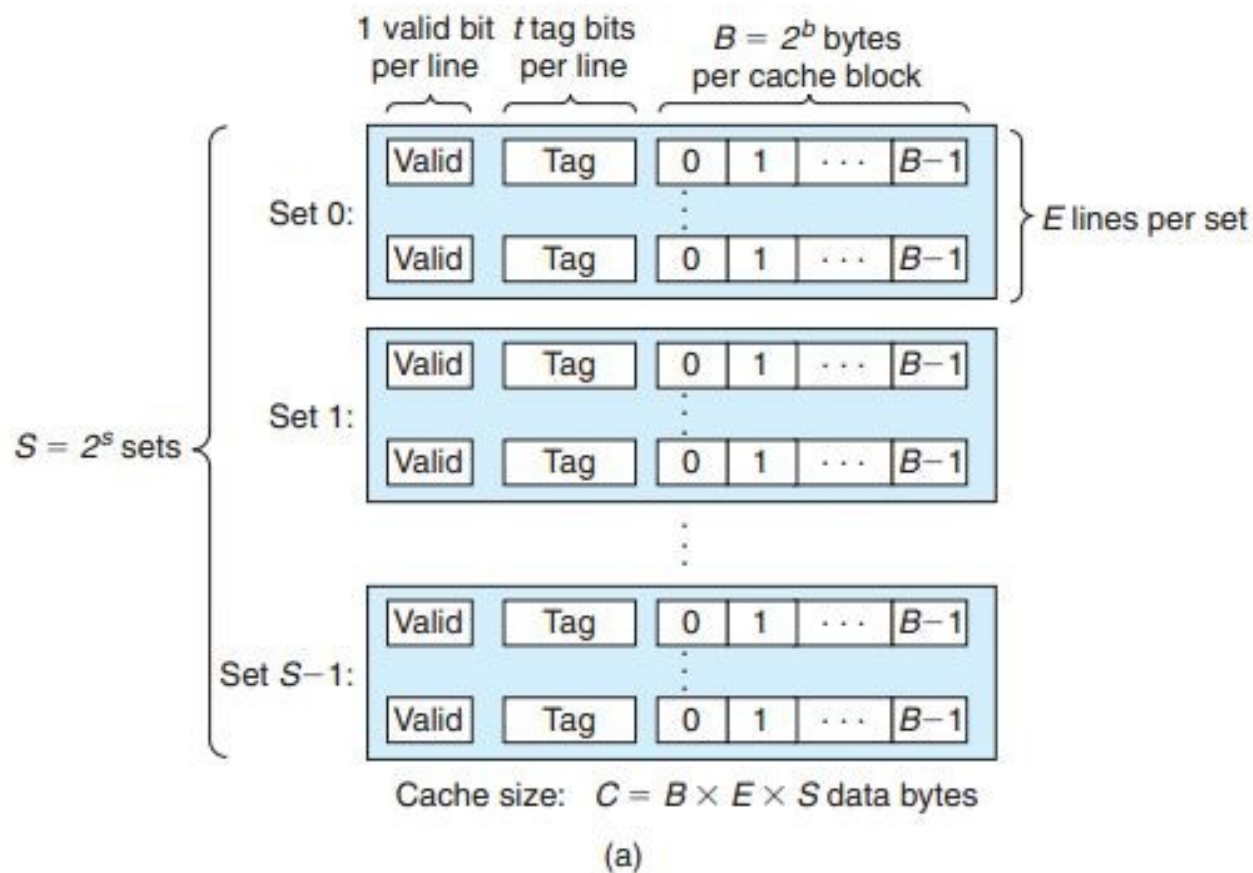 1 valid bit per line
t tag bits per line
B = 2^b bytes per cache block
Valid Tag 0 1 · · · B−1
Set 0:
E lines per set
Valid Tag 0 1 · · · B−1
Valid Tag 0 1 · · · B−1
Set 1:
Valid Tag 0 1 · · · B−1
S = 2^s sets
Valid Tag 0 1 · · · B−1
Set S−1:
Valid Tag 0 1 · · · B−1
Cache size: C = B × E × S data bytes
(a)